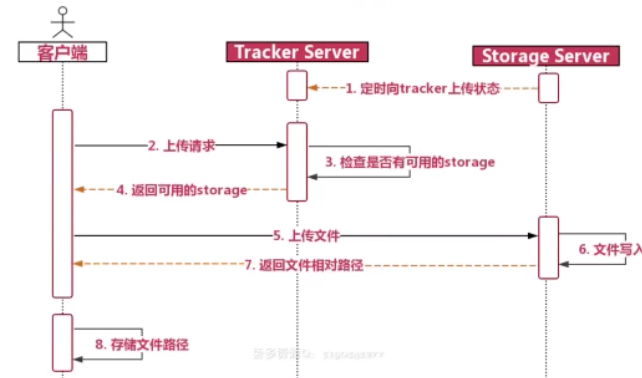 客户端
Tracker Server
Storage Server
1. 定时向tracker上传状态
2. 上传请求
3. 检查是否有可用的storage
4. 返回可用的storage
5. 上传文件
6. 文件写入
7. 返回文件相对路径
8. 存储文件路径